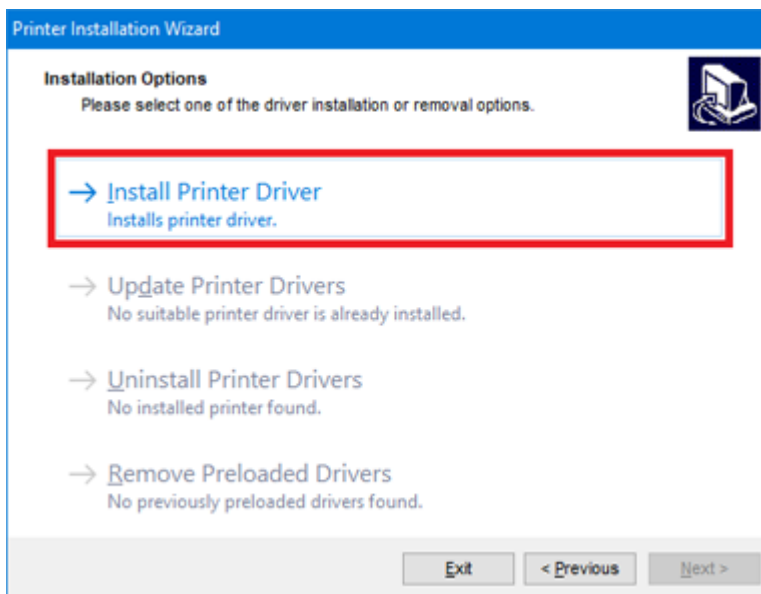 Printer Installation Wizard
Installation Options
Please select one of the driver installation or removal options.
→ Install Printer Driver
Installs printer driver.
→ Update Printer Drivers
No suitable printer driver is already installed.
→ Uninstall Printer Drivers
No installed printer found.
→ Remove Preloaded Drivers
No previously preloaded drivers found.
Exit < Previous Next >